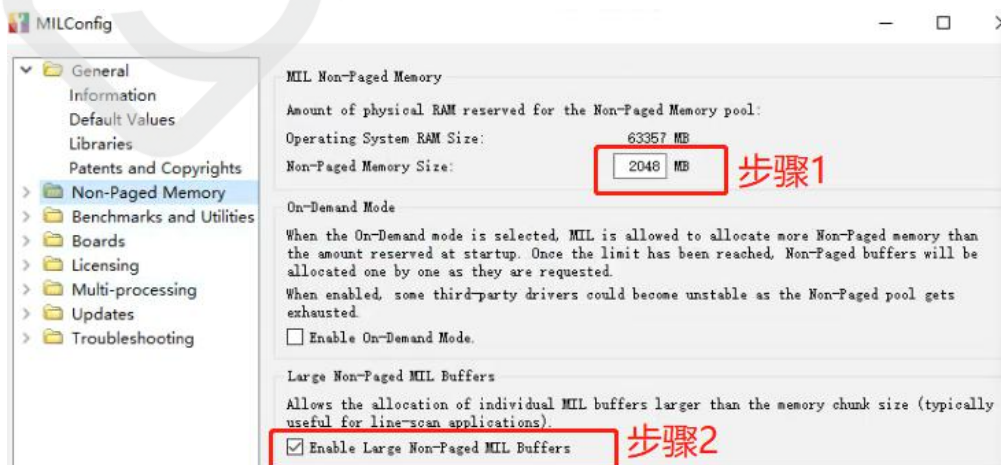 MILConfig
General
Information
Default Values
Libraries
Patents and Copyrights
Non-Paged Memory
Benchmarks and Utilities
Boards
Licensing
Multi-processing
Updates
Troubleshooting
MIL Non-Paged Memory
Amount of physical RAM reserved for the Non-Paged Memory pool:
Operating System RAM Size: 63357 MB
Non-Paged Memory Size: 2048 MB 步骤1
On-Demand Mode
When the On-Demand mode is selected, MIL is allowed to allocate more Non-Paged memory than
the amount reserved at startup. Once the limit has been reached, Non-Paged buffers will be
allocated one by one as they are requested.
When enabled, some third-party drivers could become unstable as the Non-Paged pool gets
exhausted.
Enable On-Demand Mode.
Large Non-Paged MIL Buffers
Allows the allocation of individual MIL buffers larger than the memory chunk size (typically
useful for line-scan applications).
Enable Large Non-Paged MIL Buffers 步骤2